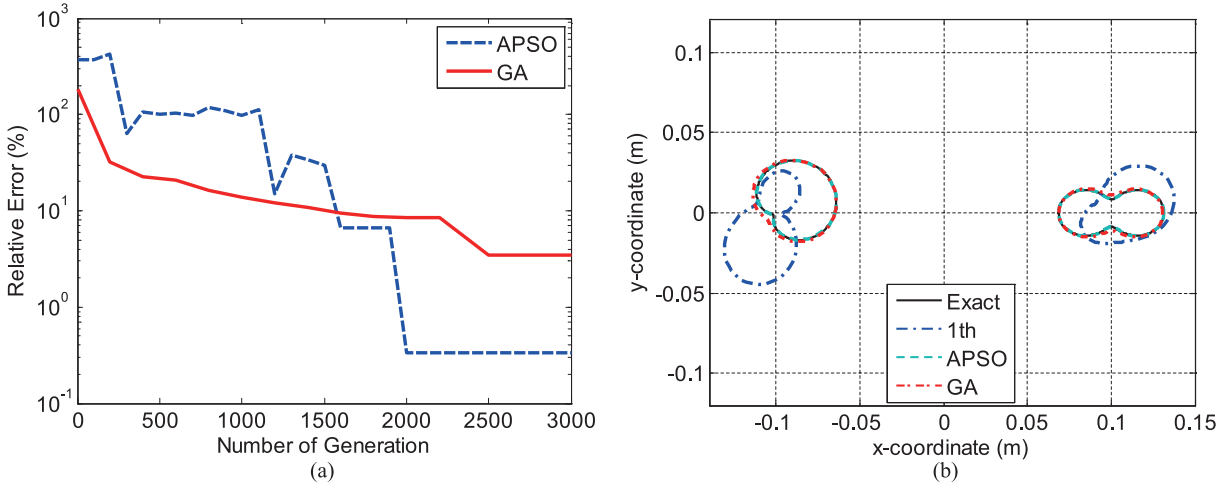 10^3
10^2
10^1
10^0
10^-1
Relative Error (%)
0
500
1000
1500
2000
2500
3000
Number of Generation
APSO
GA
(a)
0.1
0.05
0
-0.05
-0.1
y-coordinate (m)
-0.1
-0.05
0
0.05
0.1
0.15
x-coordinate (m)
Exact
1th
APSO
GA
(b)